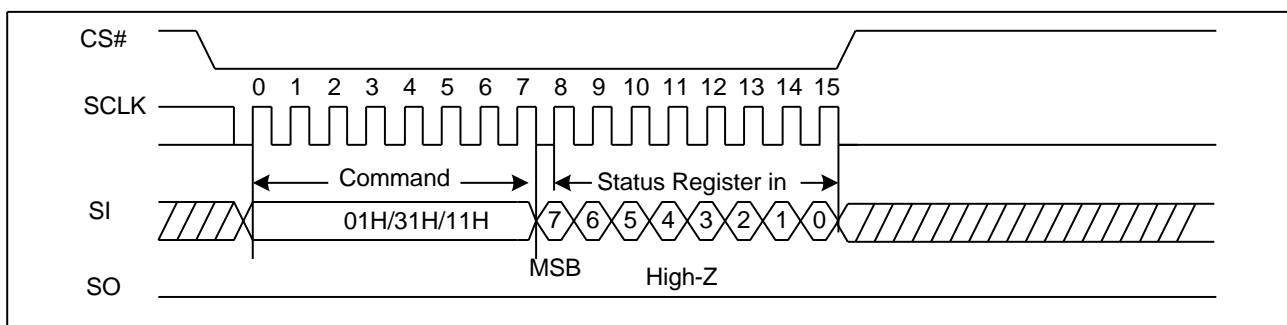 CS#
0 1 2 3 4 5 6 7 8 9 10 11 12 13 14 15
SCLK
Command Status Register in
SI 01H/31H/11H 7 6 5 4 3 2 1 0
MSB High-Z
SO